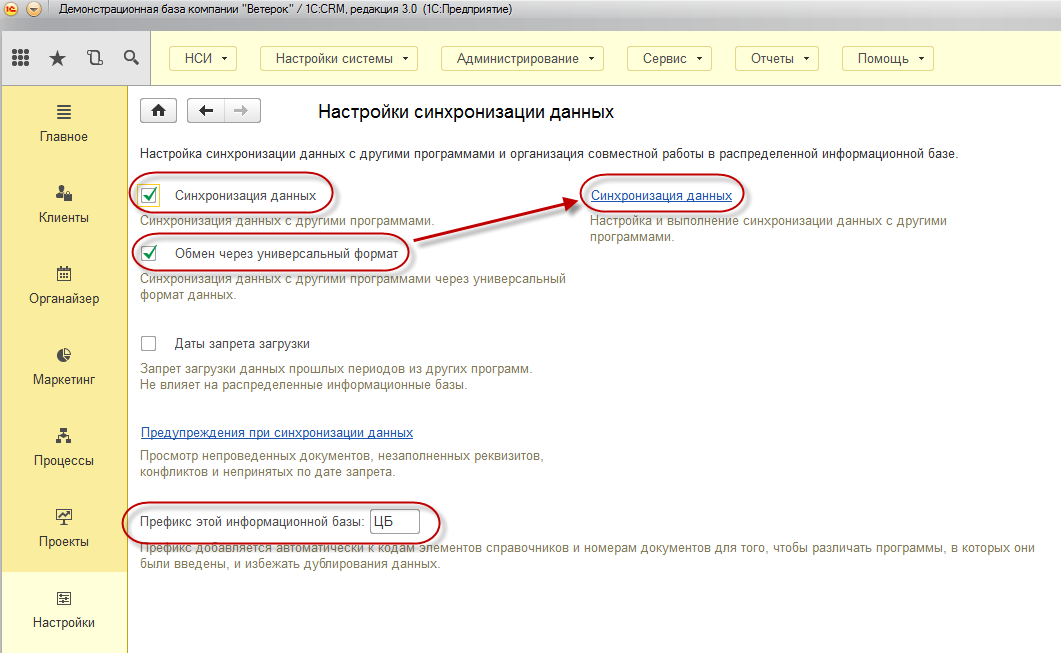 Демонстрационная база компании "Ветерок" / 1С:CRM, редакция 3.0 (1С:Предприятие)
НСИ
Настройки системы
Администрирование
Сервис
Отчеты
Помощь
Главное
Клиенты
Органайзер
Маркетинг
Процессы
Проекты
Настройки
Настройки синхронизации данных
Настройка синхронизации данных с другими программами и организация совместной работы в распределенной информационной базе.
Синхронизация данных
Синхронизация данных с другими программами.
Синхронизация данных
Настройка и выполнение синхронизации данных с другими
программами.
Обмен через универсальный формат
Синхронизация данных с другими программами через универсальный
формат данных.
Даты запрета загрузки
Запрет загрузки данных прошлых периодов из других программ.
Не влияет на распределенные информационные базы.
Предупреждения при синхронизации данных
Просмотр непроведенных документов, незаполненных реквизитов,
конфликтов и непринятых по дате запрета.
Префикс этой информационной базы: ЦБ
Префикс добавляется автоматически к кодам элементов справочников и номерам документов для того, чтобы различать программы, в которых они
были введены, и избежать дублирования данных.